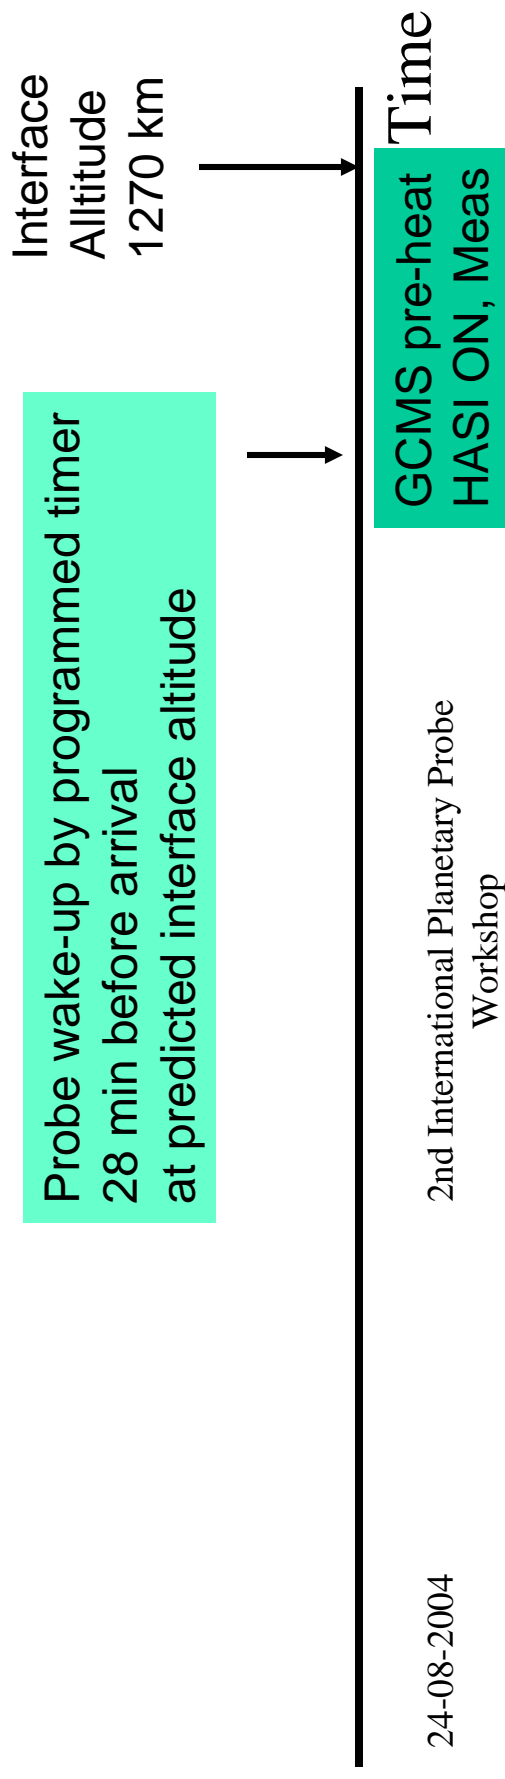 Interface
Alltitude
1270 km
Probe wake-up by programmed timer
28 min before arrival
at predicted interface altitude
Time
GCMS pre-heat
HASI ON, Meas
24-08-2004
2nd International Planetary Probe
Workshop